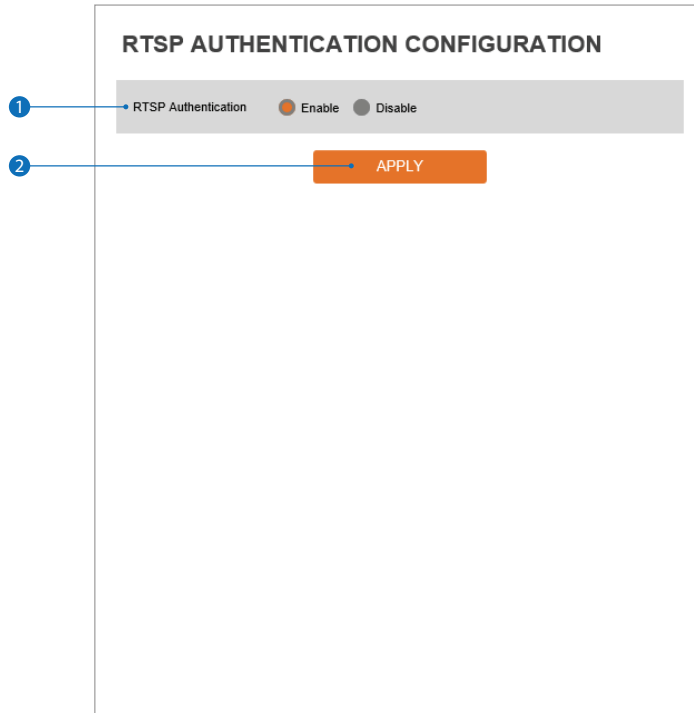 RTSP AUTHENTICATION CONFIGURATION
1 RTSP Authentication Enable Disable
2 APPLY